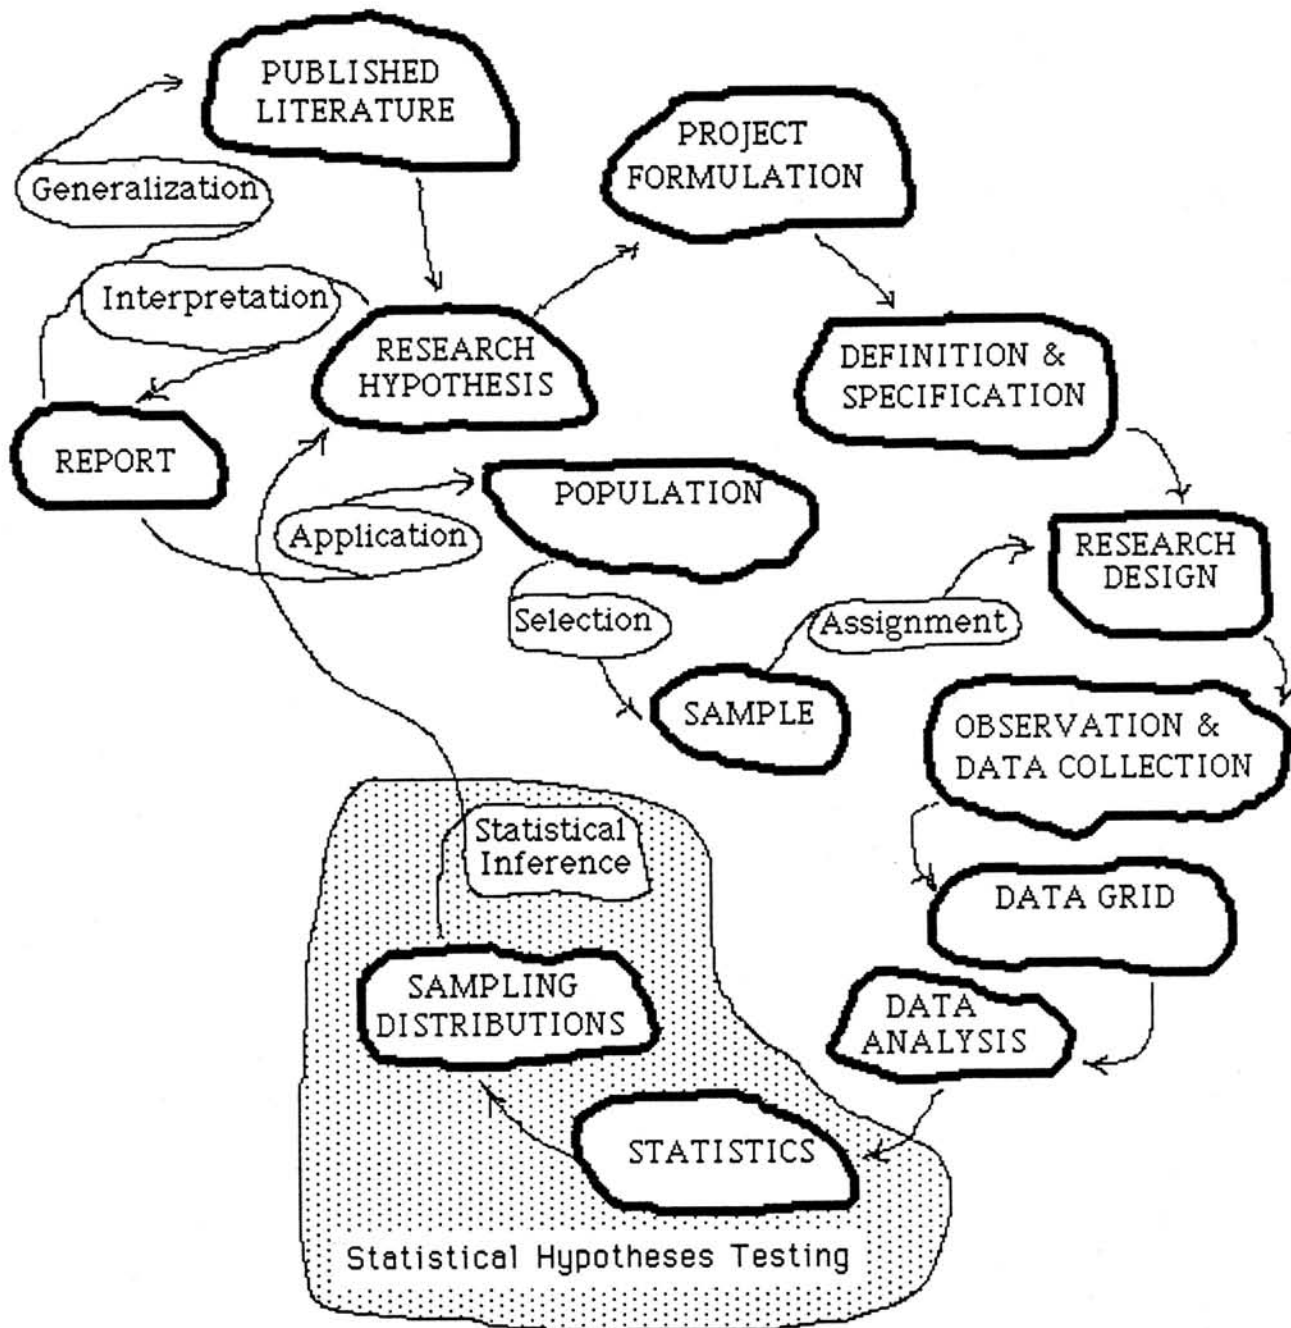 PUBLISHED
LITERATURE
PROJECT
FORMULATION
Generalization
Interpretation
RESEARCH
HYPOTHESIS
DEFINITION &
SPECIFICATION
REPORT
POPULATION
Application
RESEARCH
DESIGN
Selection
Assignment
SAMPLE
OBSERVATION &
DATA COLLECTION
Statistical
Inference
DATA GRID
SAMPLING
DISTRIBUTIONS
DATA
ANALYSIS
STATISTICS
Statistical Hypotheses Testing